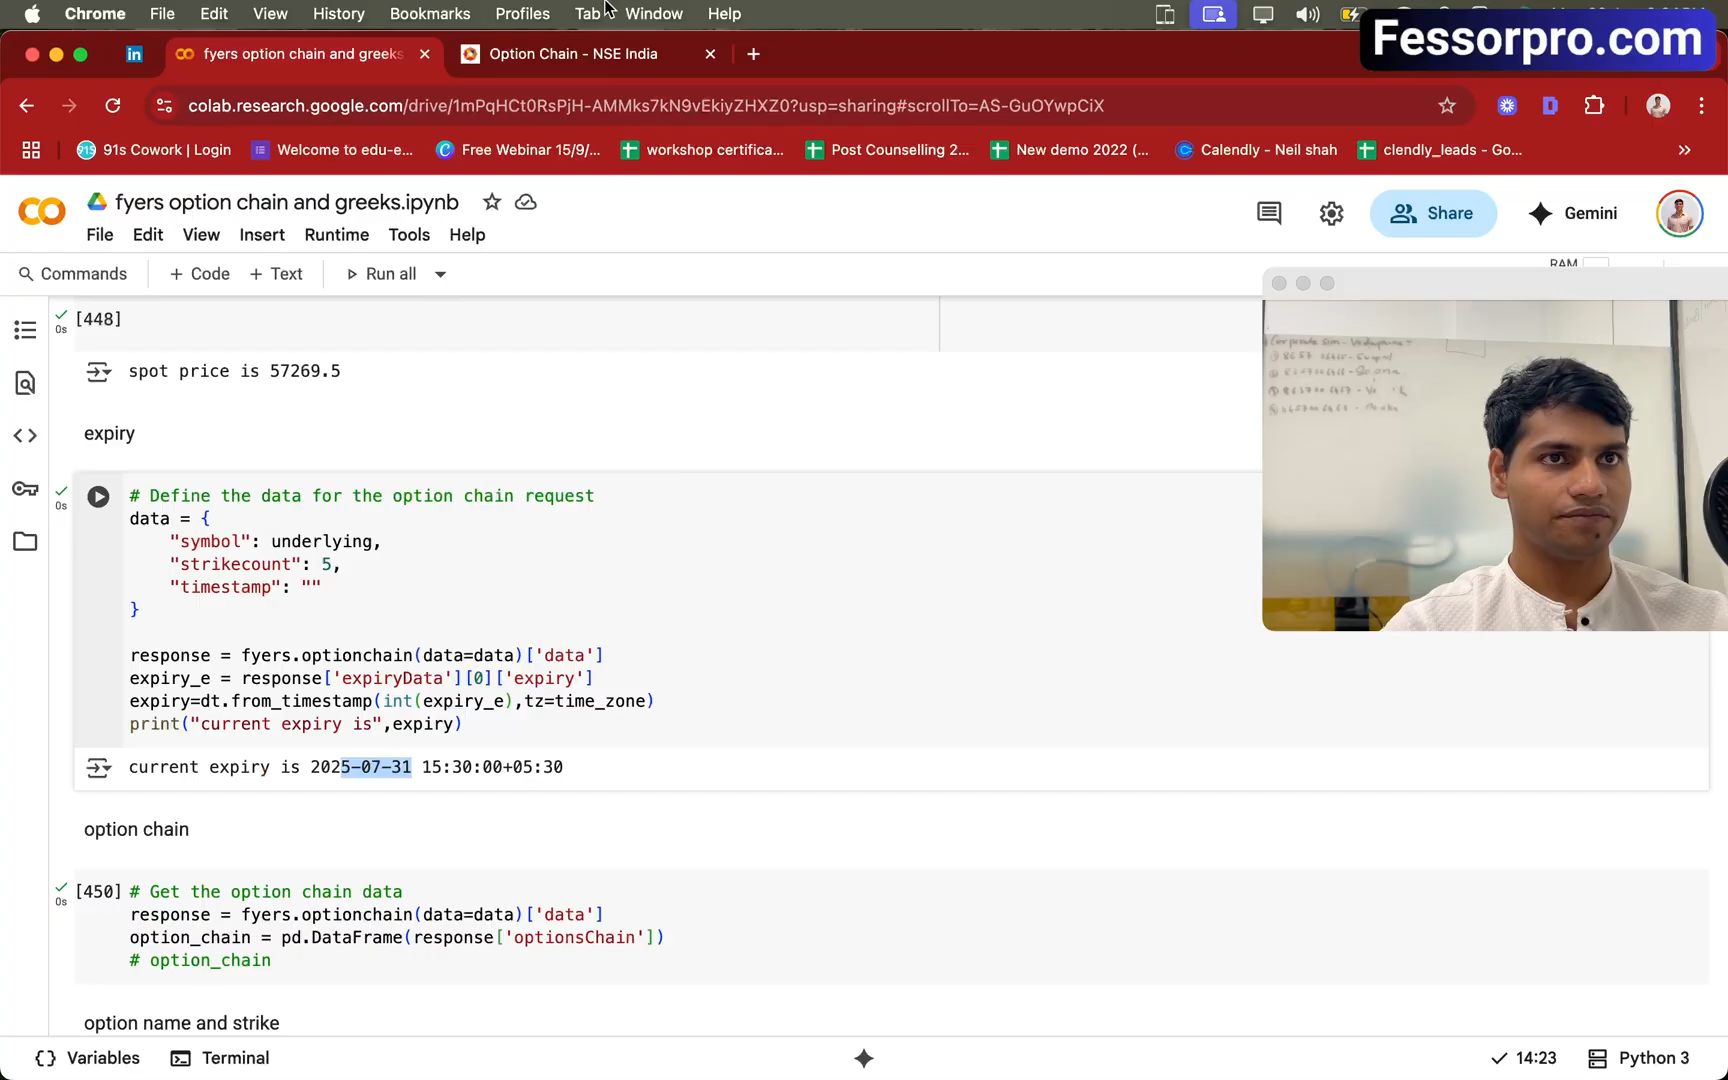 Chrome File Edit View History Bookmarks Profiles Tab Window Help
Fessorpro.com
fyers option chain and greeks
Option Chain - NSE India
colab.research.google.com/drive/1mPqHCt0RsPjH-AMMks7kN9vEkiyZHXZ0?usp=sharing#scrollTo=AS-GuOYwpCiX
91s Cowork | Login
Welcome to edu-e...
Free Webinar 15/9/...
workshop certifica...
Post Counselling 2...
New demo 2022 (...
Calendly - Neil shah
clendly_leads - Go...
fyers option chain and greeks.ipynb
File Edit View Insert Runtime Tools Help
Share
Gemini
Commands + Code + Text Run all
RAM
0s [448]
spot price is 57269.5
expiry
0s
# Define the data for the option chain request
data = {
"symbol": underlying,
"strikecount": 5,
"timestamp": ""
}
response = fyers.optionchain(data=data)['data']
expiry_e = response['expiryData'][0]['expiry']
expiry=dt.from_timestamp(int(expiry_e),tz=time_zone)
print("current expiry is",expiry)
current expiry is 2025-07-31 15:30:00+05:30
option chain
0s [450] # Get the option chain data
response = fyers.optionchain(data=data)['data']
option_chain = pd.DataFrame(response['optionsChain'])
# option_chain
option name and strike
Variables Terminal
14:23 Python 3